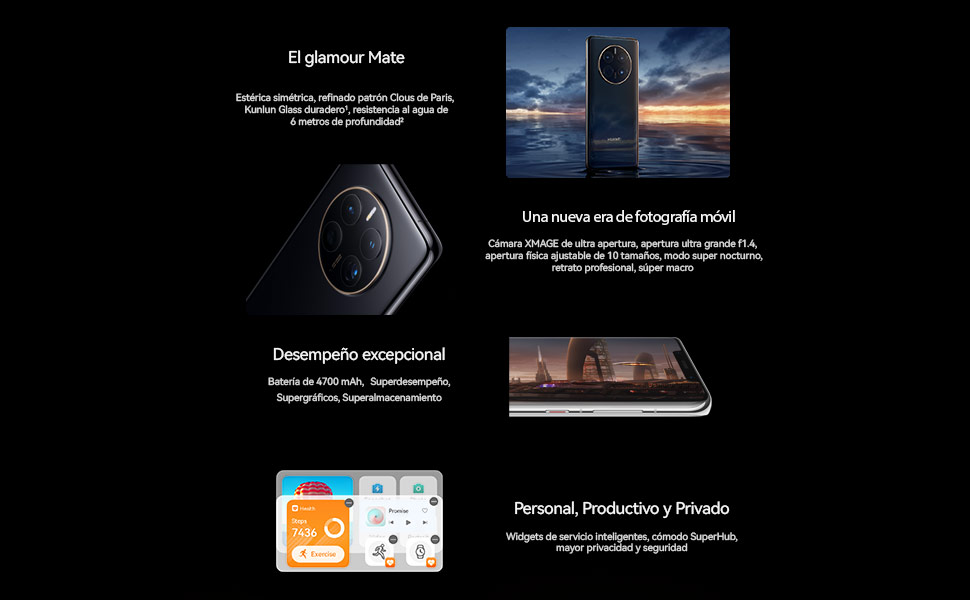 El glamour Mate
Estérica simétrica, refinado patrón Clous de Paris,
Kunlun Glass duradero¹, resistencia al agua de
6 metros de profundidad²
HUAWEI
Una nueva era de fotografía móvil
Cámara XMAGE de ultra apertura, apertura ultra grande f1.4,
apertura física ajustable de 10 tamaños, modo super nocturno,
retrato profesional, súper macro
Desempeño excepcional
Batería de 4700 mAh, Superdesempeño,
Supergráficos, Superalmacenamiento
Health
Steps
7436
Exercise
Promise
Personal, Productivo y Privado
Widgets de servicio inteligentes, cómodo SuperHub,
mayor privacidad y seguridad